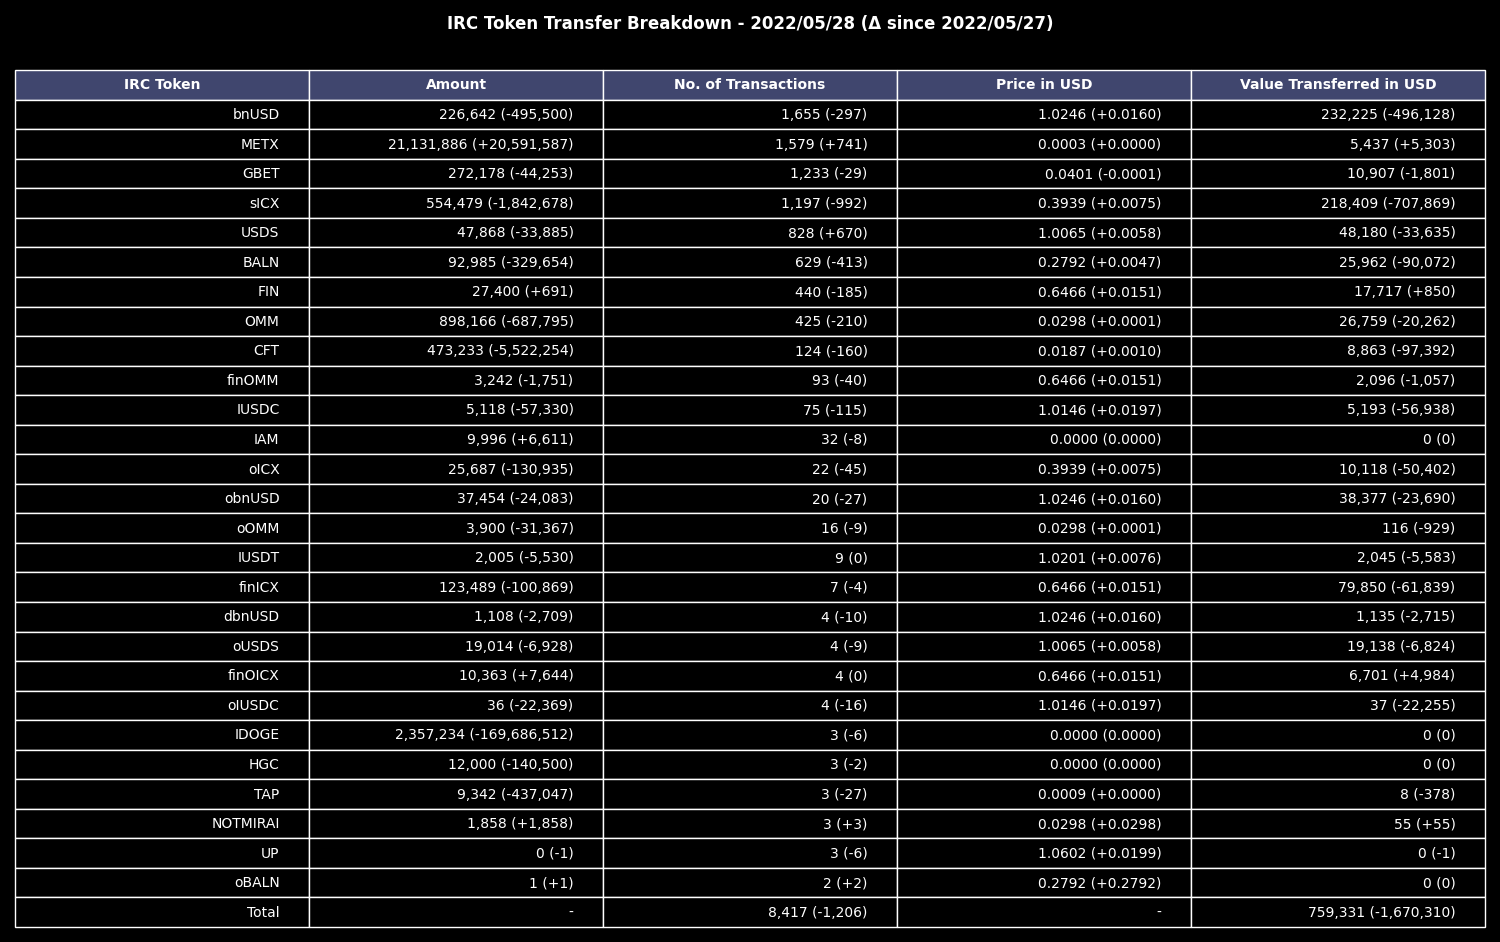 IRC Token Transfer Breakdown - 2022/05/28 (Δ since 2022/05/27)
IRC Token Amount No. of Transactions Price in USD Value Transferred in USD
bnUSD 226,642 (-495,500) 1,655 (-297) 1.0246 (+0.0160) 232,225 (-496,128)
METX 21,131,886 (+20,591,587) 1,579 (+741) 0.0003 (+0.0000) 5,437 (+5,303)
GBET 272,178 (-44,253) 1,233 (-29) 0.0401 (-0.0001) 10,907 (-1,801)
sICX 554,479 (-1,842,678) 1,197 (-992) 0.3939 (+0.0075) 218,409 (-707,869)
USDS 47,868 (-33,885) 828 (+670) 1.0065 (+0.0058) 48,180 (-33,635)
BALN 92,985 (-329,654) 629 (-413) 0.2792 (+0.0047) 25,962 (-90,072)
FIN 27,400 (+691) 440 (-185) 0.6466 (+0.0151) 17,717 (+850)
OMM 898,166 (-687,795) 425 (-210) 0.0298 (+0.0001) 26,759 (-20,262)
CFT 473,233 (-5,522,254) 124 (-160) 0.0187 (+0.0010) 8,863 (-97,392)
finOMM 3,242 (-1,751) 93 (-40) 0.6466 (+0.0151) 2,096 (-1,057)
IUSDC 5,118 (-57,330) 75 (-115) 1.0146 (+0.0197) 5,193 (-56,938)
IAM 9,996 (+6,611) 32 (-8) 0.0000 (0.0000) 0 (0)
oICX 25,687 (-130,935) 22 (-45) 0.3939 (+0.0075) 10,118 (-50,402)
obnUSD 37,454 (-24,083) 20 (-27) 1.0246 (+0.0160) 38,377 (-23,690)
oOMM 3,900 (-31,367) 16 (-9) 0.0298 (+0.0001) 116 (-929)
IUSDT 2,005 (-5,530) 9 (0) 1.0201 (+0.0076) 2,045 (-5,583)
finICX 123,489 (-100,869) 7 (-4) 0.6466 (+0.0151) 79,850 (-61,839)
dbnUSD 1,108 (-2,709) 4 (-10) 1.0246 (+0.0160) 1,135 (-2,715)
oUSDS 19,014 (-6,928) 4 (-9) 1.0065 (+0.0058) 19,138 (-6,824)
finOICX 10,363 (+7,644) 4 (0) 0.6466 (+0.0151) 6,701 (+4,984)
oIUSDC 36 (-22,369) 4 (-16) 1.0146 (+0.0197) 37 (-22,255)
IDOGE 2,357,234 (-169,686,512) 3 (-6) 0.0000 (0.0000) 0 (0)
HGC 12,000 (-140,500) 3 (-2) 0.0000 (0.0000) 0 (0)
TAP 9,342 (-437,047) 3 (-27) 0.0009 (+0.0000) 8 (-378)
NOTMIRAI 1,858 (+1,858) 3 (+3) 0.0298 (+0.0298) 55 (+55)
UP 0 (-1) 3 (-6) 1.0602 (+0.0199) 0 (-1)
oBALN 1 (+1) 2 (+2) 0.2792 (+0.2792) 0 (0)
Total - 8,417 (-1,206) - 759,331 (-1,670,310)